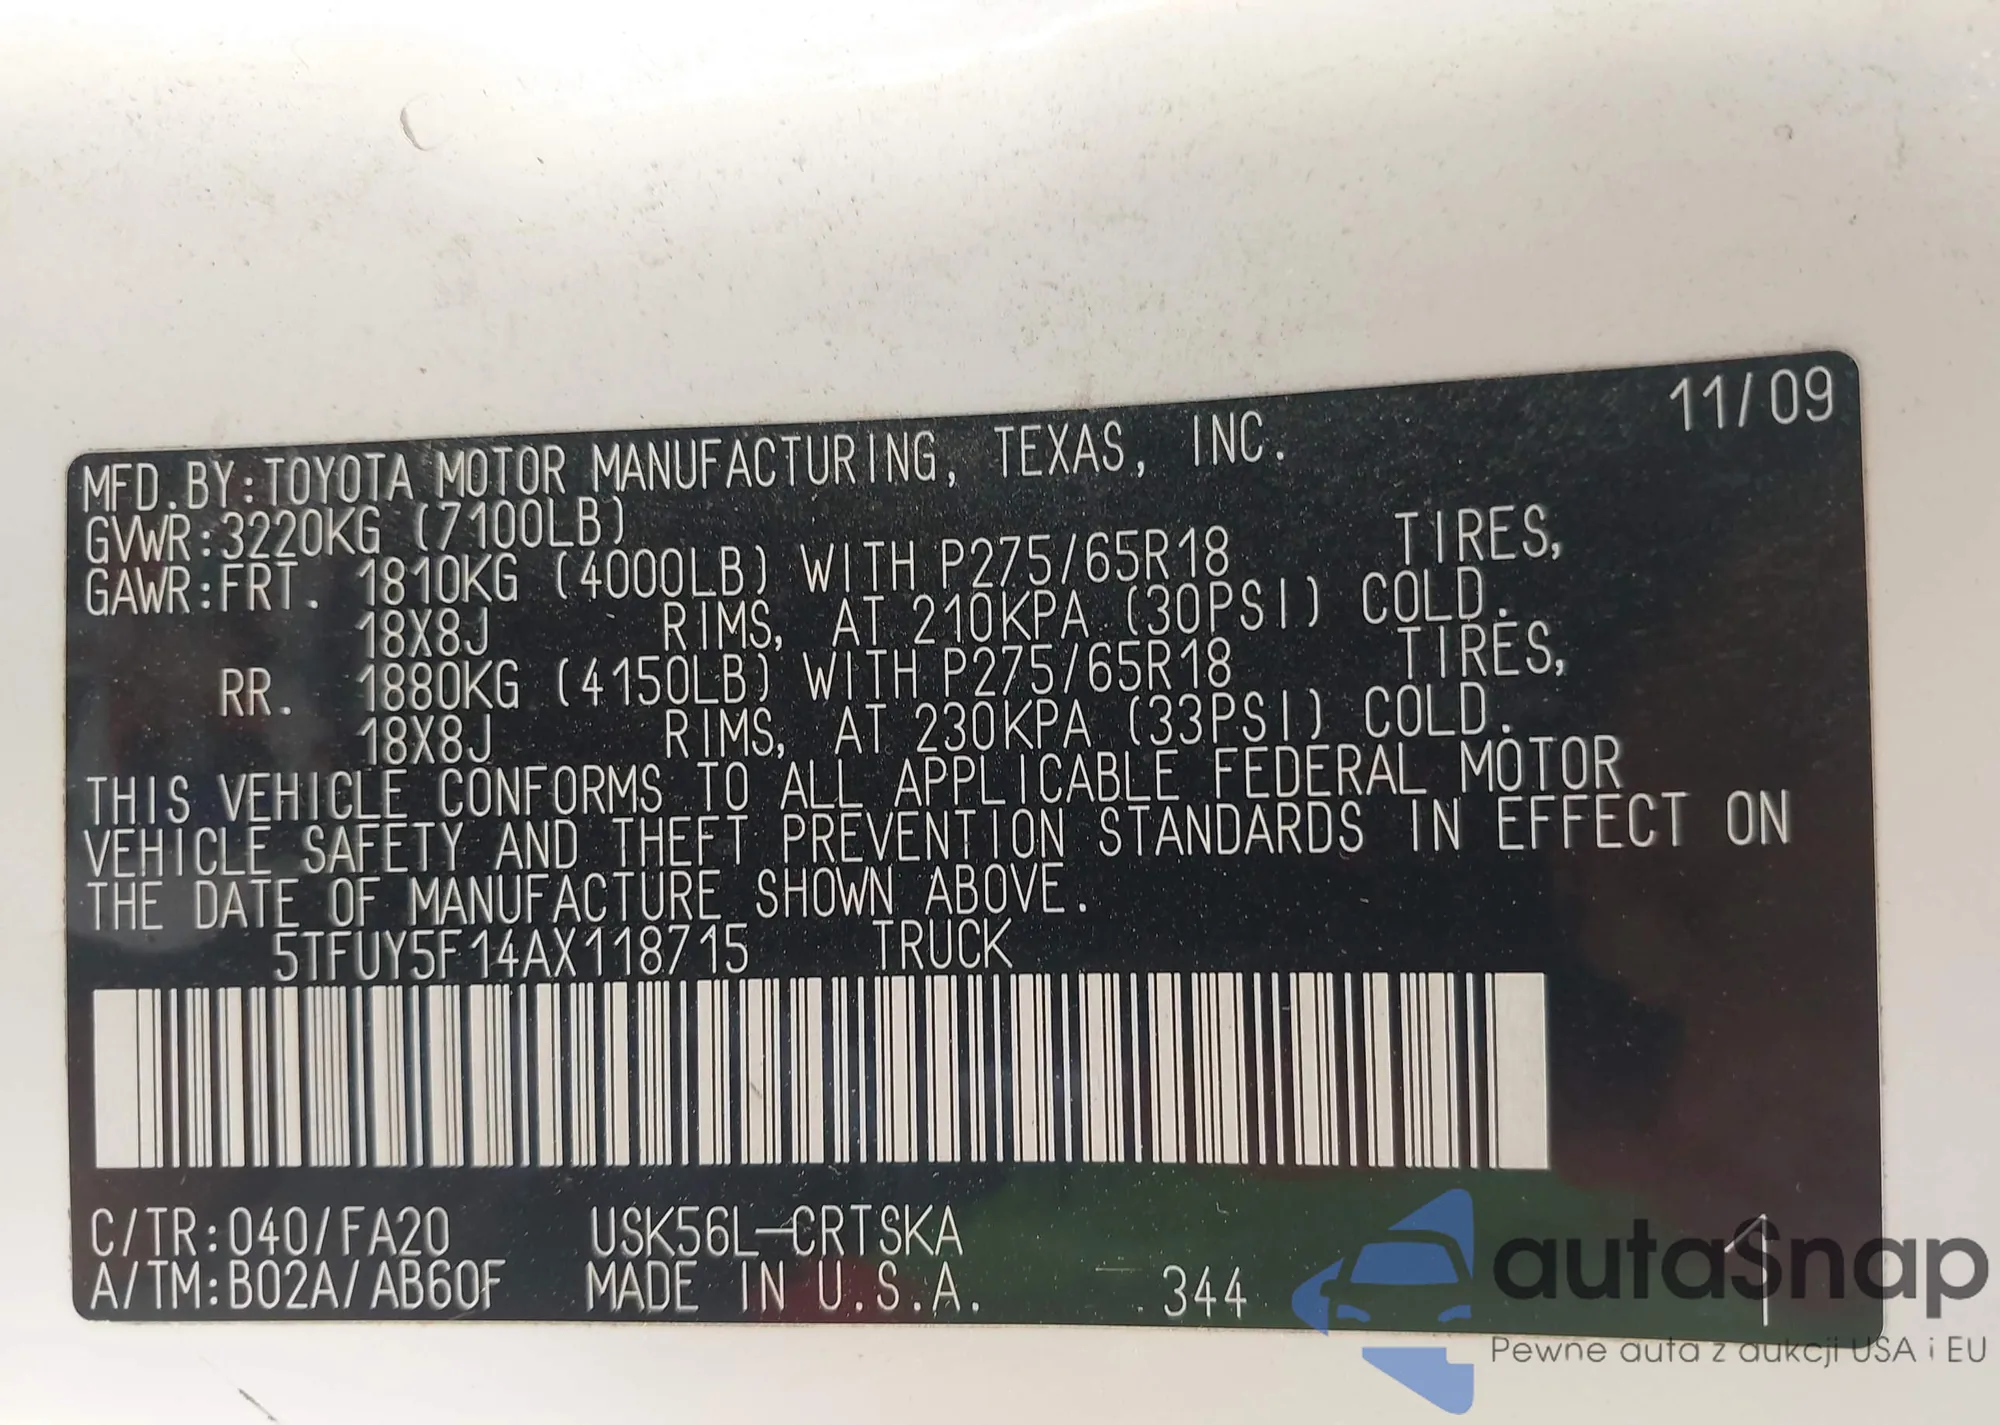 11/09
MFD.BY:TOYOTA MOTOR MANUFACTURING, TEXAS, INC.
GVWR:3220KG (7100LB)
GAWR:FRT. 1810KG (4000LB) WITH P275/65R18 TIRES,
18X8J RIMS, AT 210KPA (30PSI) COLD.
RR. 1880KG (4150LB) WITH P275/65R18 TIRES,
18X8J RIMS, AT 230KPA (33PSI) COLD.
THIS VEHICLE CONFORMS TO ALL APPLICABLE FEDERAL MOTOR
VEHICLE SAFETY AND THEFT PREVENTION STANDARDS IN EFFECT ON
THE DATE OF MANUFACTURE SHOWN ABOVE.
5TFUY5F14AX118715 TRUCK
C/TR:040/FA20 USK56L-CRTSKA
A/TM:B02A/AB60F MADE IN U.S.A. 344
autaSnap
Pewne auta z aukcji USA i EU